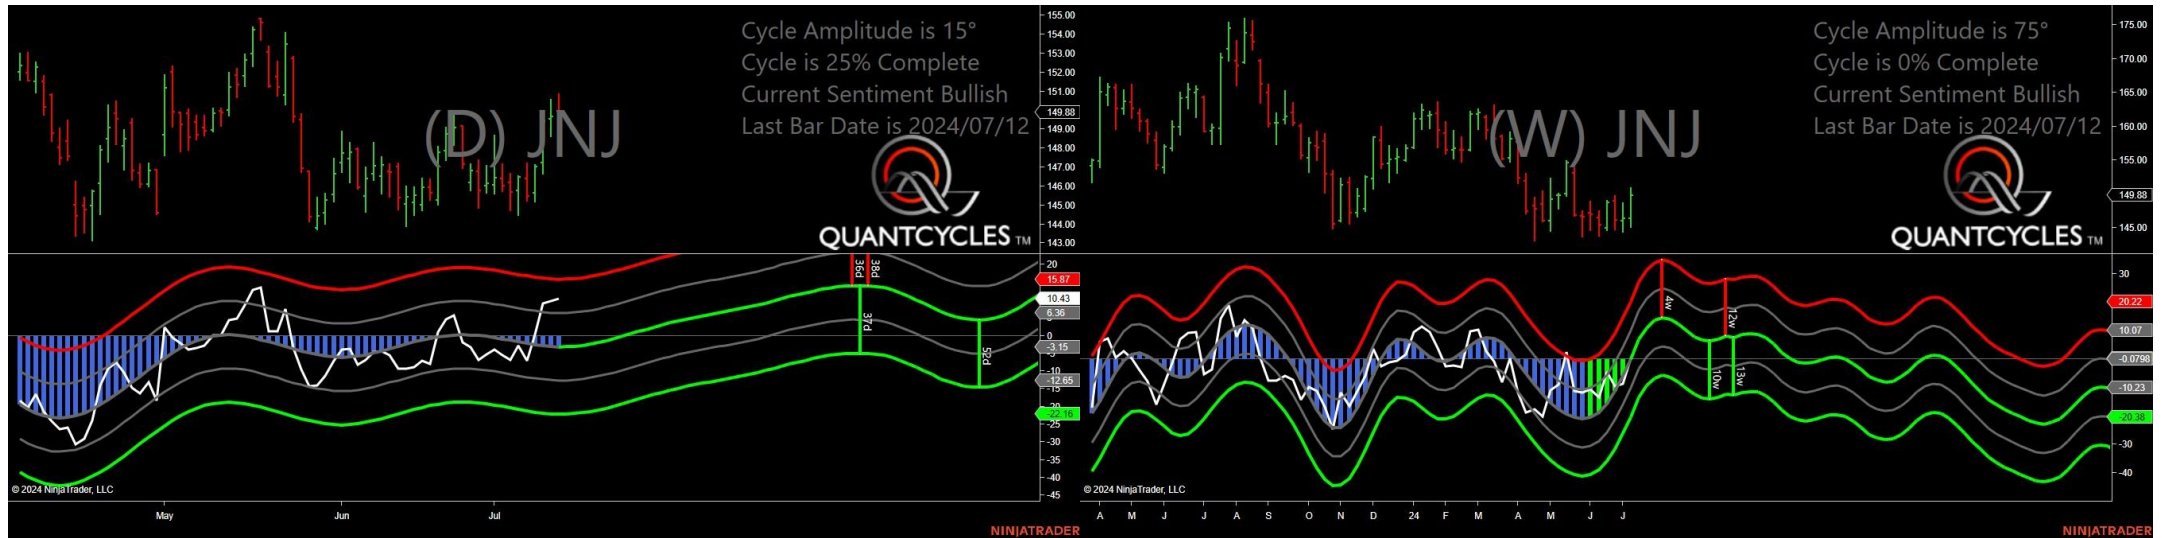 Cycle Amplitude is 15°
Cycle is 25% Complete
Current Sentiment Bullish
Last Bar Date is 2024/07/12
(D) JNJ
QUANTCYCLES TM
155.00
154.00
153.00
152.00
151.00
149.88
149.00
148.00
147.00
146.00
145.00
144.00
143.00
36d
38d
37d
52d
20
15.87
10.43
6.36
0
-3.15
-10
-12.65
-15
-22.16
-25
-30
-35
-40
-45
© 2024 NinjaTrader, LLC
May
Jun
Jul
NINJATRADER
Cycle Amplitude is 75°
Cycle is 0% Complete
Current Sentiment Bullish
Last Bar Date is 2024/07/12
(W) JNJ
QUANTCYCLES TM
175.00
170.00
165.00
160.00
155.00
149.88
145.00
4w
12w
10w
13w
30
20.22
10.07
-0.0798
-10.23
-20.38
-30
-40
© 2024 NinjaTrader, LLC
A M J J A S O N D 24 F M A M J J
NINJATRADER